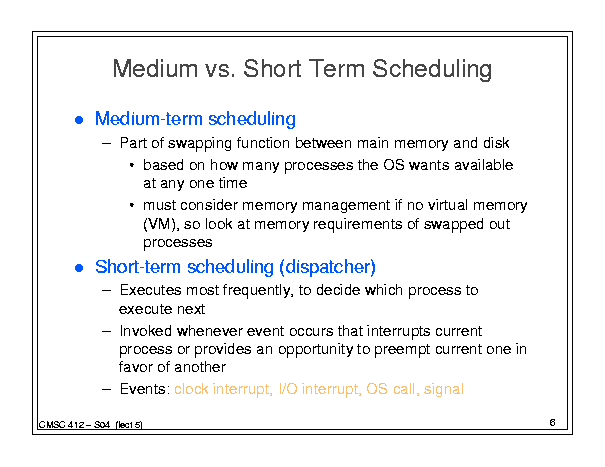 Medium vs. Short Term Scheduling
● Medium-term scheduling
– Part of swapping function between main memory and disk
• based on how many processes the OS wants available
at any one time
• must consider memory management if no virtual memory
(VM), so look at memory requirements of swapped out
processes
● Short-term scheduling (dispatcher)
– Executes most frequently, to decide which process to
execute next
– Invoked whenever event occurs that interrupts current
process or provides an opportunity to preempt current one in
favor of another
– Events: clock interrupt, I/O interrupt, OS call, signal
CMSC 412 – S04 (lect 5)
6